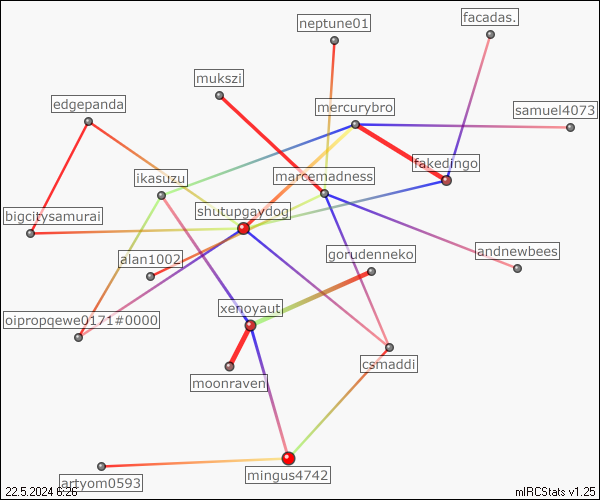 neptune01
facadas.
mukszi
edgepanda
mercurybro
samuel4073
fakedingo
ikasuzu
marcemadness
bigcitysamurai
shutupgaydog
alan1002
gorudenneko
andnewbees
xenoyaut
oipropqewe0171#0000
csmaddi
moonraven
mingus4742
artyom0593
22.5.2024 6:26
mIRCStats v1.25